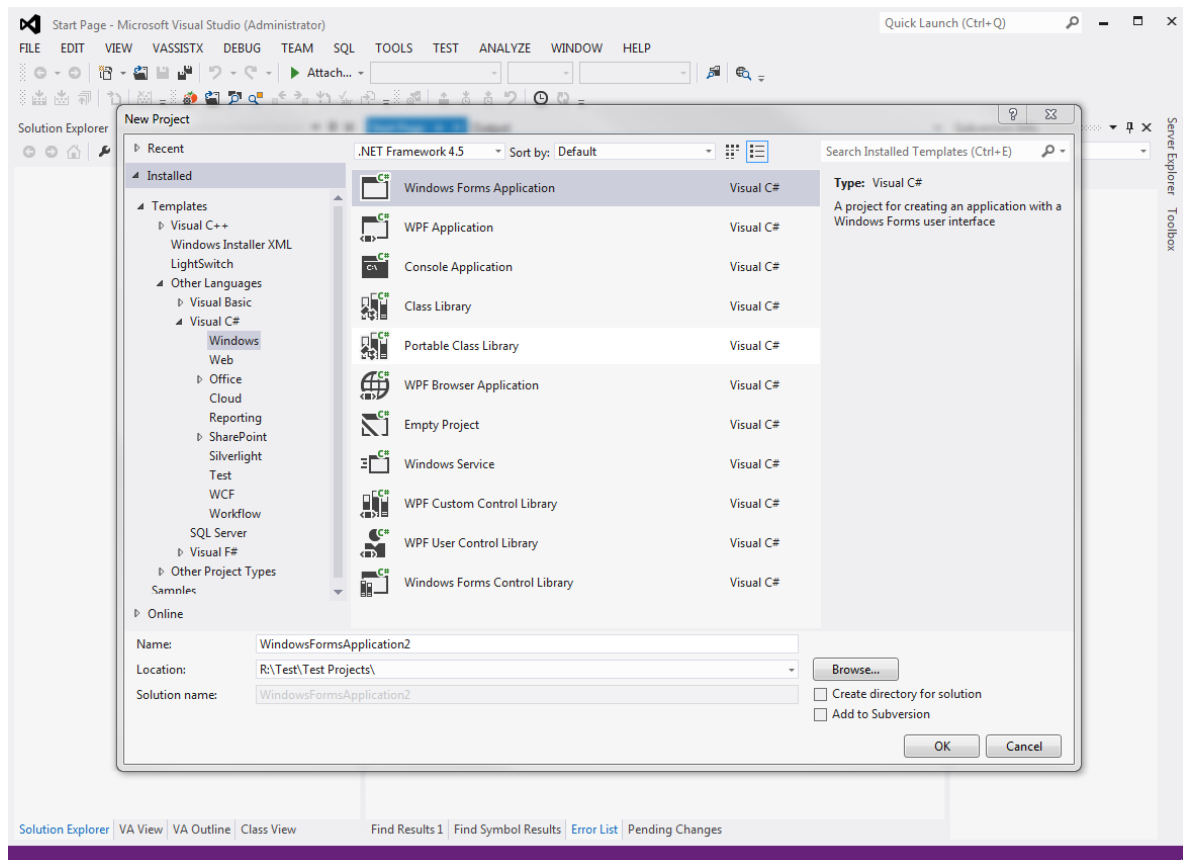 Start Page - Microsoft Visual Studio (Administrator)
Quick Launch (Ctrl+Q)
FILE EDIT VIEW VASSISTX DEBUG TEAM SQL TOOLS TEST ANALYZE WINDOW HELP
Attach...
Solution Explorer
New Project
Recent
.NET Framework 4.5
Sort by: Default
Search Installed Templates (Ctrl+E)
Installed
Templates
Visual C++
Windows Installer XML
LightSwitch
Other Languages
Visual Basic
Visual C#
Windows
Web
Office
Cloud
Reporting
SharePoint
Silverlight
Test
WCF
Workflow
SQL Server
Visual F#
Other Project Types
Samples
Online
Windows Forms Application Visual C#
WPF Application Visual C#
Console Application Visual C#
Class Library Visual C#
Portable Class Library Visual C#
WPF Browser Application Visual C#
Empty Project Visual C#
Windows Service Visual C#
WPF Custom Control Library Visual C#
WPF User Control Library Visual C#
Windows Forms Control Library Visual C#
Type: Visual C#
A project for creating an application with a
Windows Forms user interface
Name: WindowsFormsApplication2
Location: R:\Test\Test Projects\
Browse...
Solution name: WindowsFormsApplication2
Create directory for solution
Add to Subversion
OK Cancel
Server Explorer
Toolbox
Solution Explorer VA View VA Outline Class View
Find Results 1 Find Symbol Results Error List Pending Changes